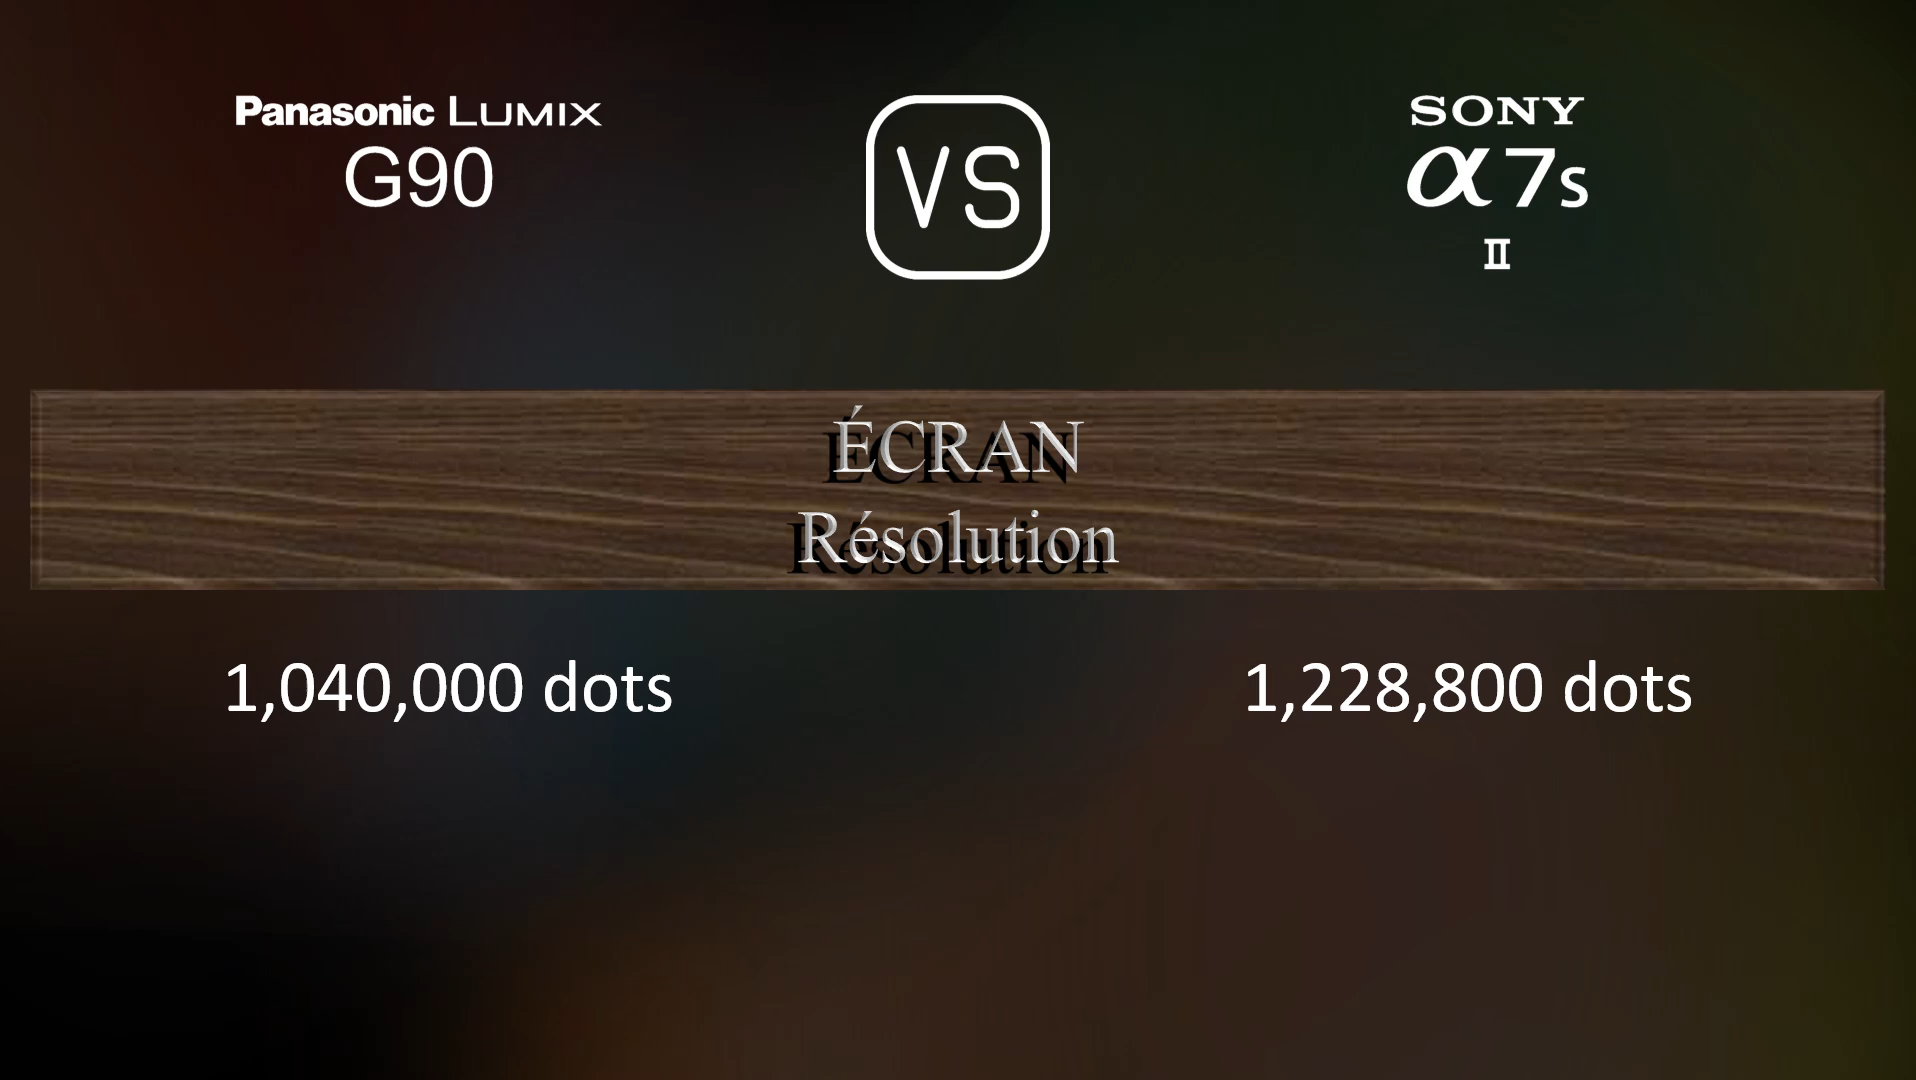 Panasonic LUMIX
G90
VS
SONY
α7s
II
ÉCRAN
Résolution
1,040,000 dots
1,228,800 dots